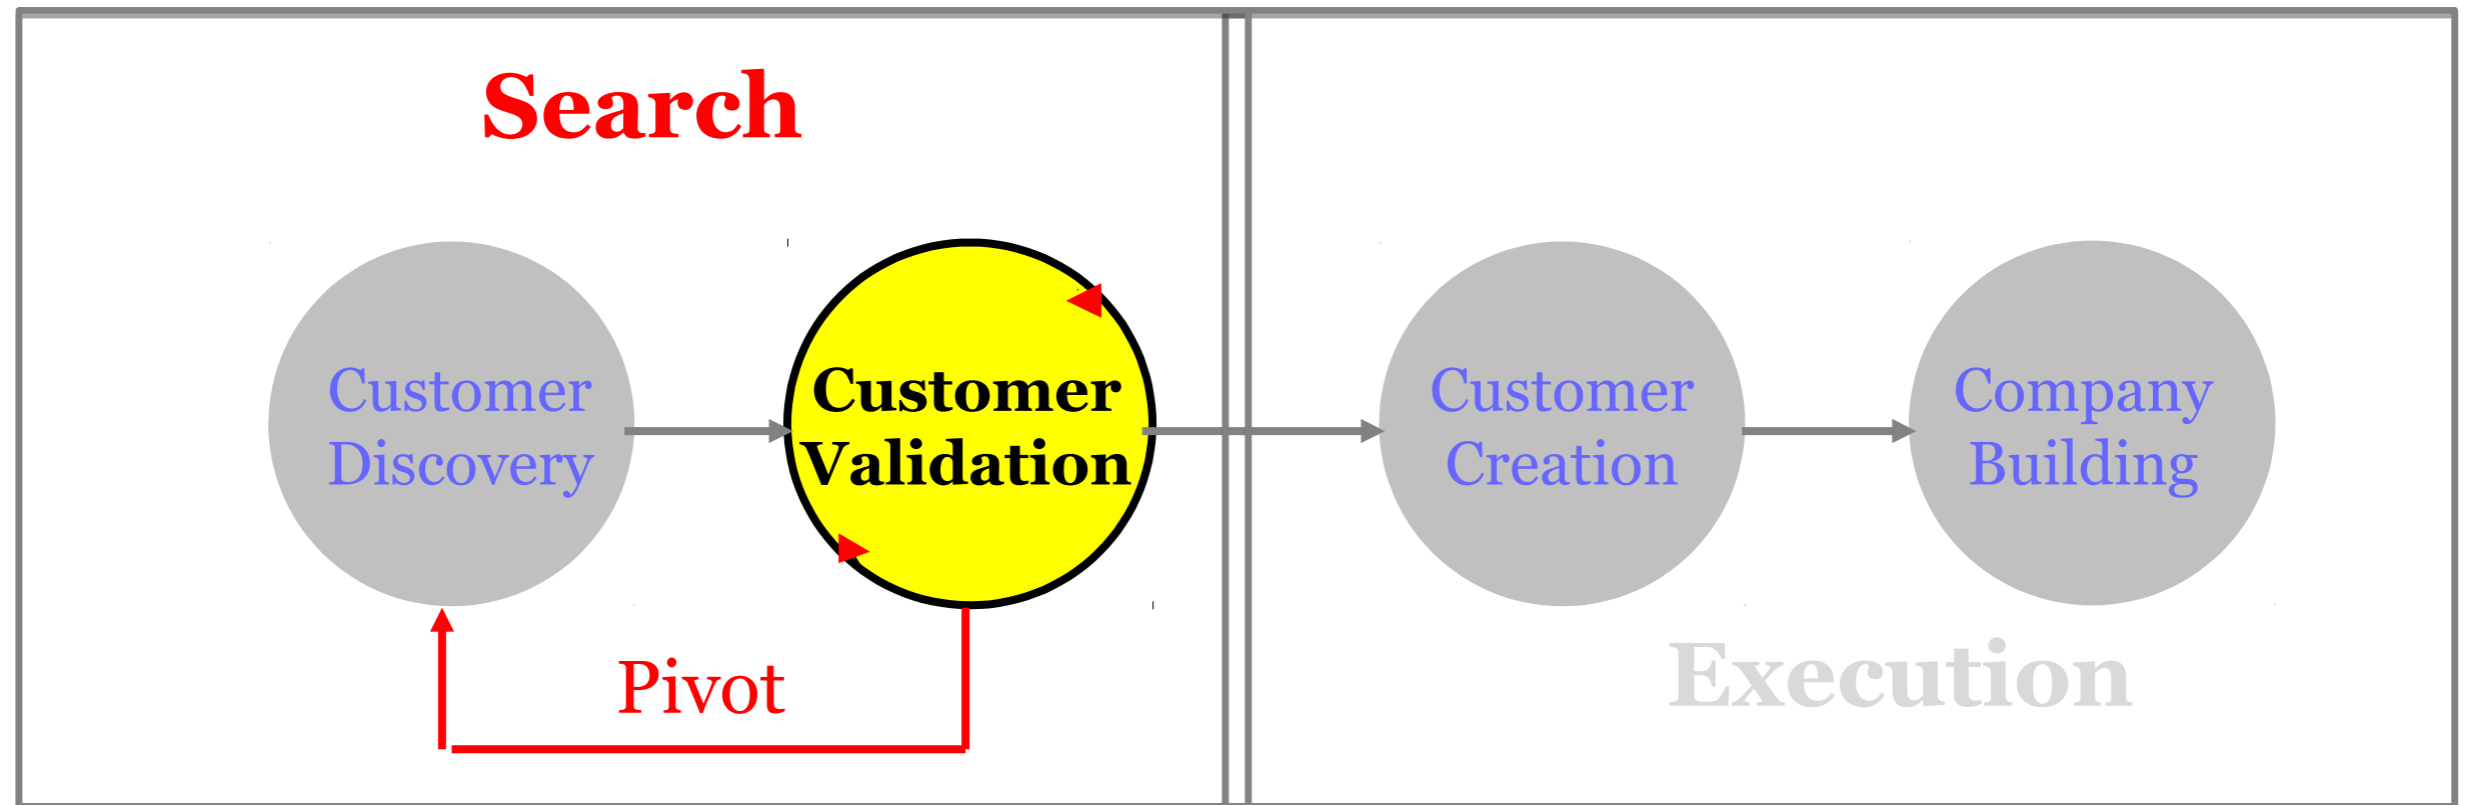 Search
Customer
Discovery
Customer
Validation
Customer
Creation
Company
Building
Pivot
Execution